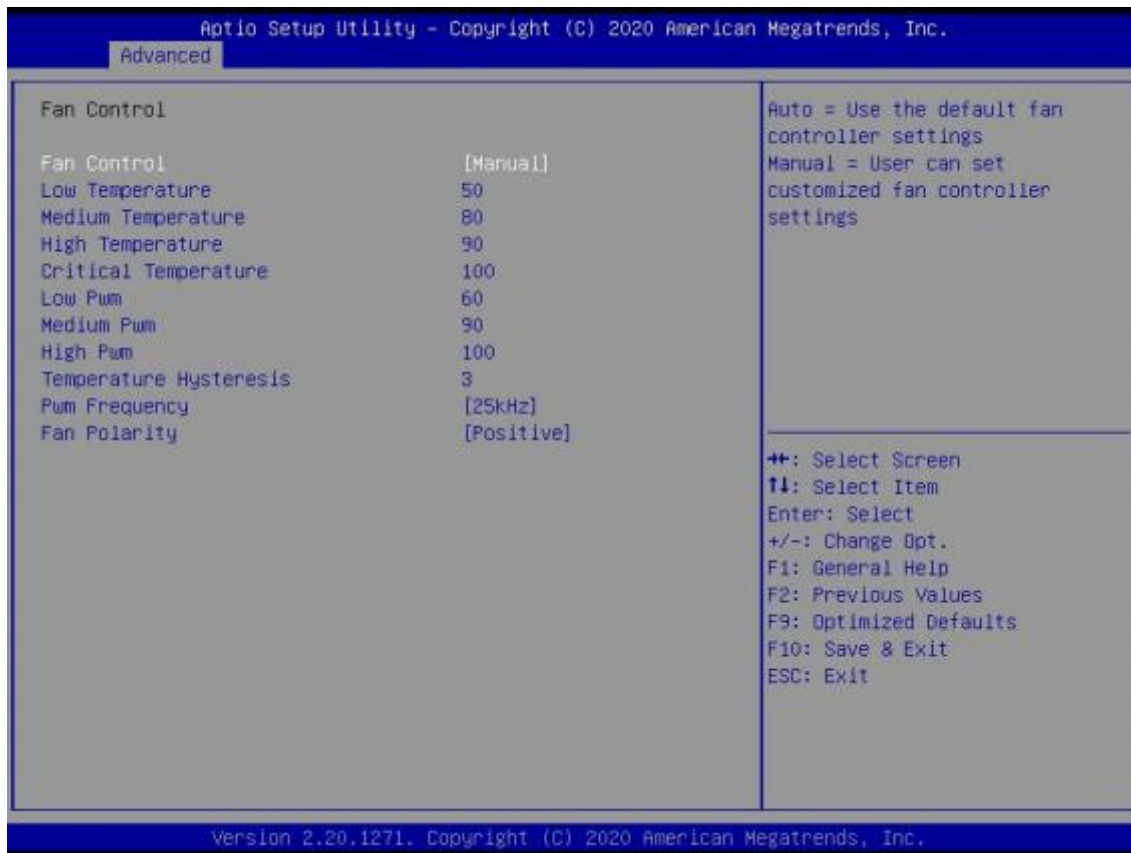 Aptio Setup Utility - Copyright (C) 2020 American Megatrends, Inc.
Advanced
Fan Control
Fan Control [Manual]
Low Temperature 50
Medium Temperature 80
High Temperature 90
Critical Temperature 100
Low Pwm 60
Medium Pwm 90
High Pwm 100
Temperature Hysteresis 3
Pwm Frequency [25kHz]
Fan Polarity [Positive]
Auto = Use the default fan
controller settings
Manual = User can set
customized fan controller
settings
→←: Select Screen
↑↓: Select Item
Enter: Select
+/-: Change Opt.
F1: General Help
F2: Previous Values
F9: Optimized Defaults
F10: Save & Exit
ESC: Exit
Version 2.20.1271. Copyright (C) 2020 American Megatrends, Inc.